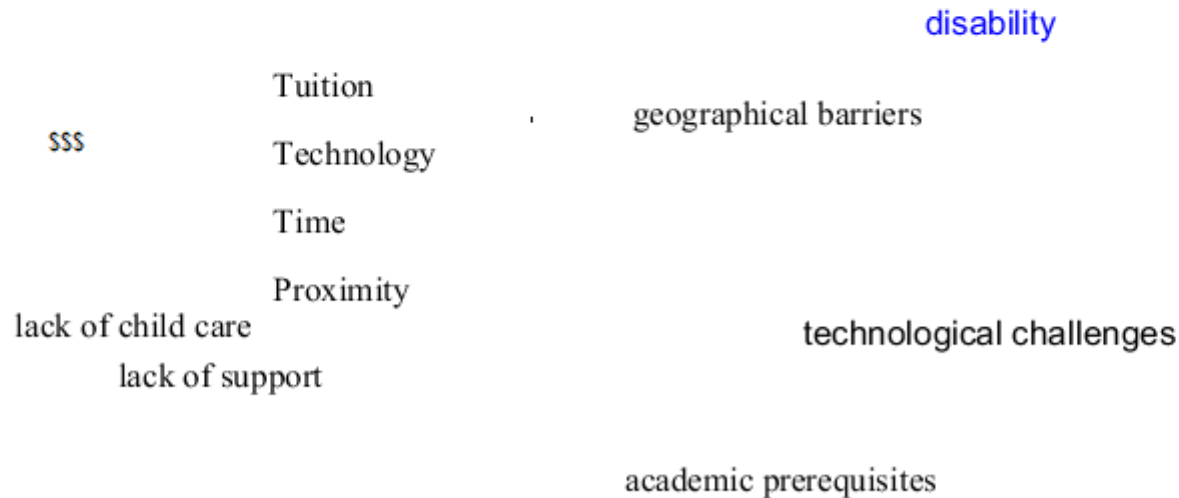 disability
Tuition
geographical barriers
$$$
Technology
Time
Proximity
lack of child care
technological challenges
lack of support
academic prerequisites